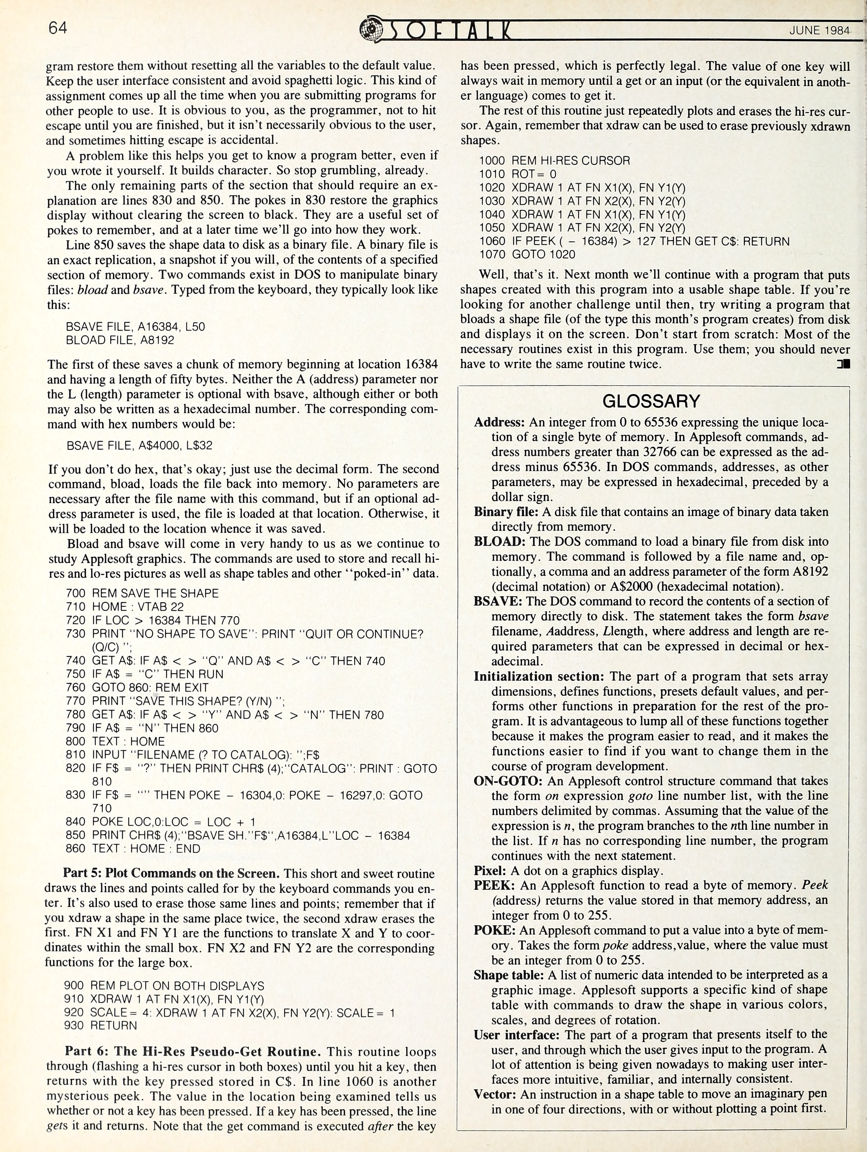 64
SOFTALK
JUNE 1984
gram restore them without resetting all the variables to the default value.
Keep the user interface consistent and avoid spaghetti logic. This kind of
assignment comes up all the time when you are submitting programs for
other people to use. It is obvious to you, as the programmer, not to hit
escape until you are finished, but it isn't necessarily obvious to the user,
and sometimes hitting escape is accidental.
A problem like this helps you get to know a program better, even if
you wrote it yourself. It builds character. So stop grumbling, already.
The only remaining parts of the section that should require an ex-
planation are lines 830 and 850. The pokes in 830 restore the graphics
display without clearing the screen to black. They are a useful set of
pokes to remember, and at a later time we'll go into how they work.
Line 850 saves the shape data to disk as a binary file. A binary file is
an exact replication, a snapshot if you will, of the contents of a specified
section of memory. Two commands exist in DOS to manipulate binary
files: bload and bsave. Typed from the keyboard, they typically look like
this:
BSAVE FILE, A16384, L50
BLOAD FILE, A8192
The first of these saves a chunk of memory beginning at location 16384
and having a length of fifty bytes. Neither the A (address) parameter nor
the L (length) parameter is optional with bsave, although either or both
may also be written as a hexadecimal number. The corresponding com-
mand with hex numbers would be:
BSAVE FILE, A$4000, L$32
If you don't do hex, that's okay; just use the decimal form. The second
command, bload, loads the file back into memory. No parameters are
necessary after the file name with this command, but if an optional ad-
dress parameter is used, the file is loaded at that location. Otherwise, it
will be loaded to the location whence it was saved.
Bload and bsave will come in very handy to us as we continue to
study Applesoft graphics. The commands are used to store and recall hi-
res and lo-res pictures as well as shape tables and other "poked-in" data.
700 REM SAVE THE SHAPE
710 HOME : VTAB 22
720 IF LOC > 16384 THEN 770
730 PRINT "NO SHAPE TO SAVE": PRINT "QUIT OR CONTINUE?
(Q/C) ";
740 GET A$: IF A$ < > "Q" AND A$ < > "C" THEN 740
750 IF A$ = "C" THEN RUN
760 GOTO 860: REM EXIT
770 PRINT "SAVE THIS SHAPE? (Y/N) ";
780 GET A$: IF A$ < > "Y" AND A$ < > "N" THEN 780
790 IF A$ = "N" THEN 860
800 TEXT : HOME
810 INPUT "FILENAME (? TO CATALOG): ";F$
820 IF F$ = "?" THEN PRINT CHR$ (4);"CATALOG": PRINT : GOTO
810
830 IF F$ = "" THEN POKE - 16304,0: POKE - 16297,0: GOTO
710
840 POKE LOC,0:LOC = LOC + 1
850 PRINT CHR$ (4);"BSAVE SH."F$",A16384,L"LOC - 16384
860 TEXT : HOME : END
Part 5: Plot Commands on the Screen. This short and sweet routine
draws the lines and points called for by the keyboard commands you en-
ter. It's also used to erase those same lines and points; remember that if
you xdraw a shape in the same place twice, the second xdraw erases the
first. FN X1 and FN Y1 are the functions to translate X and Y to coor-
dinates within the small box. FN X2 and FN Y2 are the corresponding
functions for the large box.
900 REM PLOT ON BOTH DISPLAYS
910 XDRAW 1 AT FN X1(X), FN Y1(Y)
920 SCALE = 4: XDRAW 1 AT FN X2(X), FN Y2(Y): SCALE = 1
930 RETURN
Part 6: The Hi-Res Pseudo-Get Routine. This routine loops
through (flashing a hi-res cursor in both boxes) until you hit a key, then
returns with the key pressed stored in C$. In line 1060 is another
mysterious peek. The value in the location being examined tells us
whether or not a key has been pressed. If a key has been pressed, the line
gets it and returns. Note that the get command is executed after the key
has been pressed, which is perfectly legal. The value of one key will
always wait in memory until a get or an input (or the equivalent in anoth-
er language) comes to get it.
The rest of this routine just repeatedly plots and erases the hi-res cur-
sor. Again, remember that xdraw can be used to erase previously xdrawn
shapes.
1000 REM HI-RES CURSOR
1010 ROT = 0
1020 XDRAW 1 AT FN X1(X), FN Y1(Y)
1030 XDRAW 1 AT FN X2(X), FN Y2(Y)
1040 XDRAW 1 AT FN X1(X), FN Y1(Y)
1050 XDRAW 1 AT FN X2(X), FN Y2(Y)
1060 IF PEEK ( - 16384) > 127 THEN GET C$: RETURN
1070 GOTO 1020
Well, that's it. Next month we'll continue with a program that puts
shapes created with this program into a usable shape table. If you're
looking for another challenge until then, try writing a program that
bloads a shape file (of the type this month's program creates) from disk
and displays it on the screen. Don't start from scratch: Most of the
necessary routines exist in this program. Use them; you should never
have to write the same routine twice.
GLOSSARY
Address: An integer from 0 to 65536 expressing the unique loca-
tion of a single byte of memory. In Applesoft commands, ad-
dress numbers greater than 32766 can be expressed as the ad-
dress minus 65536. In DOS commands, addresses, as other
parameters, may be expressed in hexadecimal, preceded by a
dollar sign.
Binary file: A disk file that contains an image of binary data taken
directly from memory.
BLOAD: The DOS command to load a binary file from disk into
memory. The command is followed by a file name and, op-
tionally, a comma and an address parameter of the form A8192
(decimal notation) or A$2000 (hexadecimal notation).
BSAVE: The DOS command to record the contents of a section of
memory directly to disk. The statement takes the form bsave
filename, Aaddress, Llength, where address and length are re-
quired parameters that can be expressed in decimal or hex-
adecimal.
Initialization section: The part of a program that sets array
dimensions, defines functions, presets default values, and per-
forms other functions in preparation for the rest of the pro-
gram. It is advantageous to lump all of these functions together
because it makes the program easier to read, and it makes the
functions easier to find if you want to change them in the
course of program development.
ON-GOTO: An Applesoft control structure command that takes
the form on expression goto line number list, with the line
numbers delimited by commas. Assuming that the value of the
expression is n, the program branches to the nth line number in
the list. If n has no corresponding line number, the program
continues with the next statement.
Pixel: A dot on a graphics display.
PEEK: An Applesoft function to read a byte of memory. Peek
(address) returns the value stored in that memory address, an
integer from 0 to 255.
POKE: An Applesoft command to put a value into a byte of mem-
ory. Takes the form poke address,value, where the value must
be an integer from 0 to 255.
Shape table: A list of numeric data intended to be interpreted as a
graphic image. Applesoft supports a specific kind of shape
table with commands to draw the shape in various colors,
scales, and degrees of rotation.
User interface: The part of a program that presents itself to the
user, and through which the user gives input to the program. A
lot of attention is being given nowadays to making user inter-
faces more intuitive, familiar, and internally consistent.
Vector: An instruction in a shape table to move an imaginary pen
in one of four directions, with or without plotting a point first.